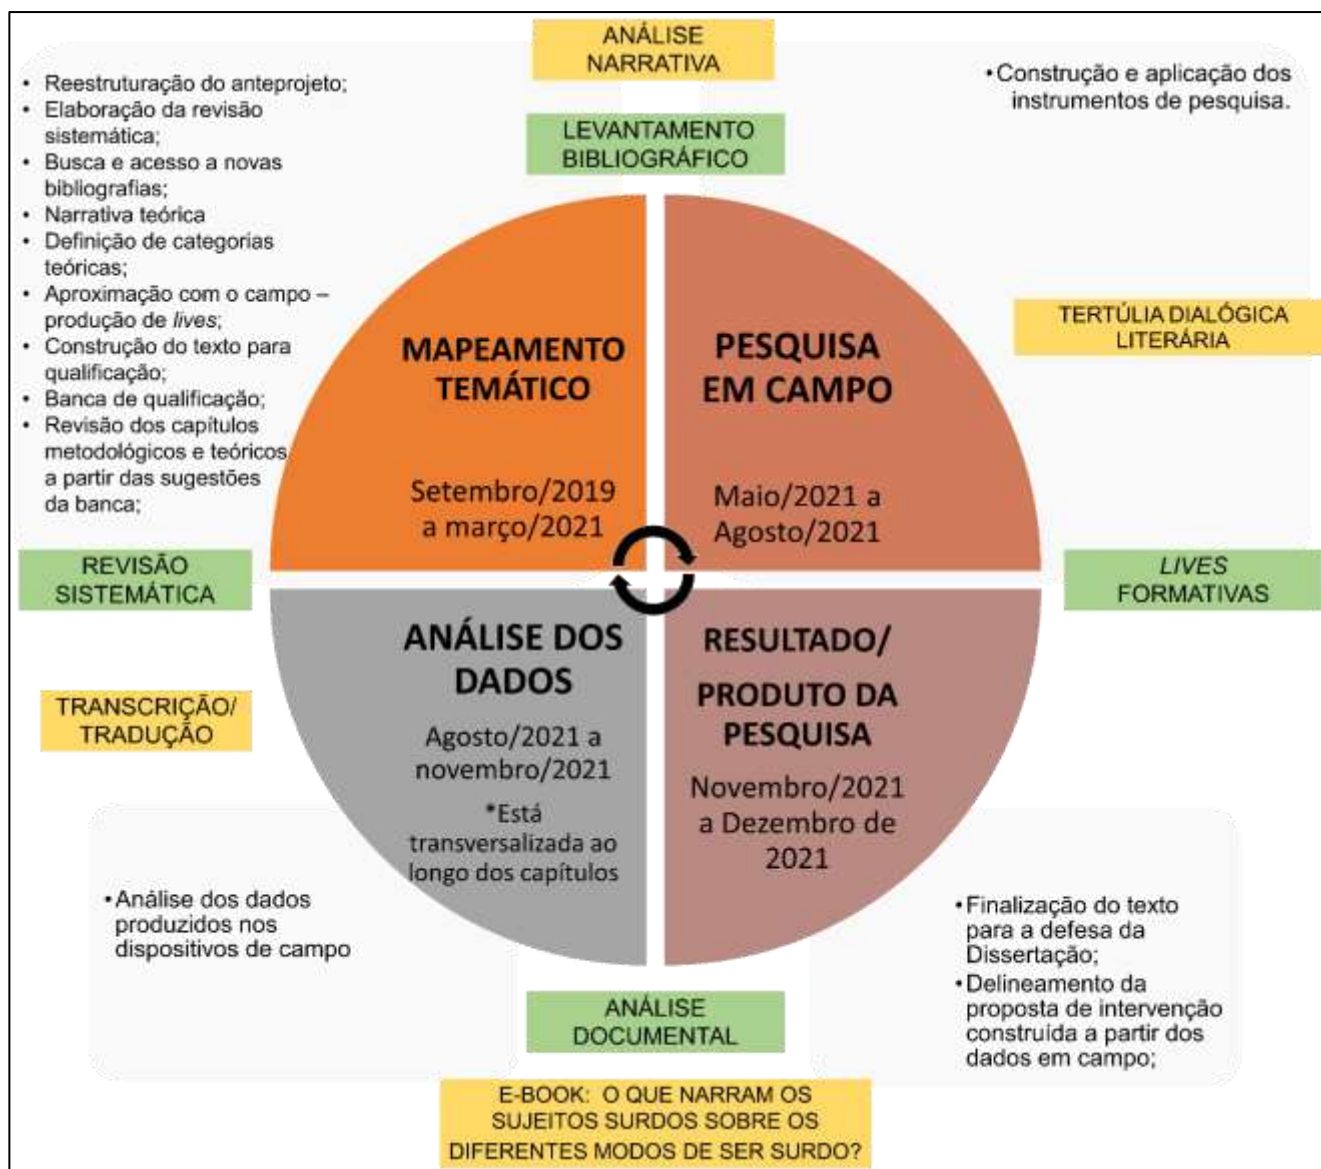 ANÁLISE
NARRATIVA
LEVANTAMENTO
BIBLIOGRÁFICO
• Reestruturação do anteprojeto;
• Elaboração da revisão
sistemática;
• Busca e acesso a novas
bibliografias;
• Narrativa teórica
• Definição de categorias
teóricas;
• Aproximação com o campo –
produção de lives;
• Construção do texto para
qualificação;
• Banca de qualificação;
• Revisão dos capítulos
metodológicos e teóricos
a partir das sugestões
da banca;
• Construção e aplicação dos
instrumentos de pesquisa.
MAPEAMENTO
TEMÁTICO
Setembro/2019
a março/2021
PESQUISA
EM CAMPO
Maio/2021 a
Agosto/2021
TERTÚLIA DIALÓGICA
LITERÁRIA
REVISÃO
SISTEMÁTICA
LIVES
FORMATIVAS
TRANSCRIÇÃO/
TRADUÇÃO
ANÁLISE DOS
DADOS
Agosto/2021 a
novembro/2021
*Está
transversalizada ao
longo dos capítulos
RESULTADO/
PRODUTO DA
PESQUISA
Novembro/2021
a Dezembro de
2021
• Análise dos dados
produzidos nos
dispositivos de campo
• Finalização do texto
para a defesa da
Dissertação;
• Delineamento da
proposta de intervenção
construída a partir dos
dados em campo;
ANÁLISE
DOCUMENTAL
E-BOOK: O QUE NARRAM OS
SUJEITOS SURDOS SOBRE OS
DIFERENTES MODOS DE SER SURDO?